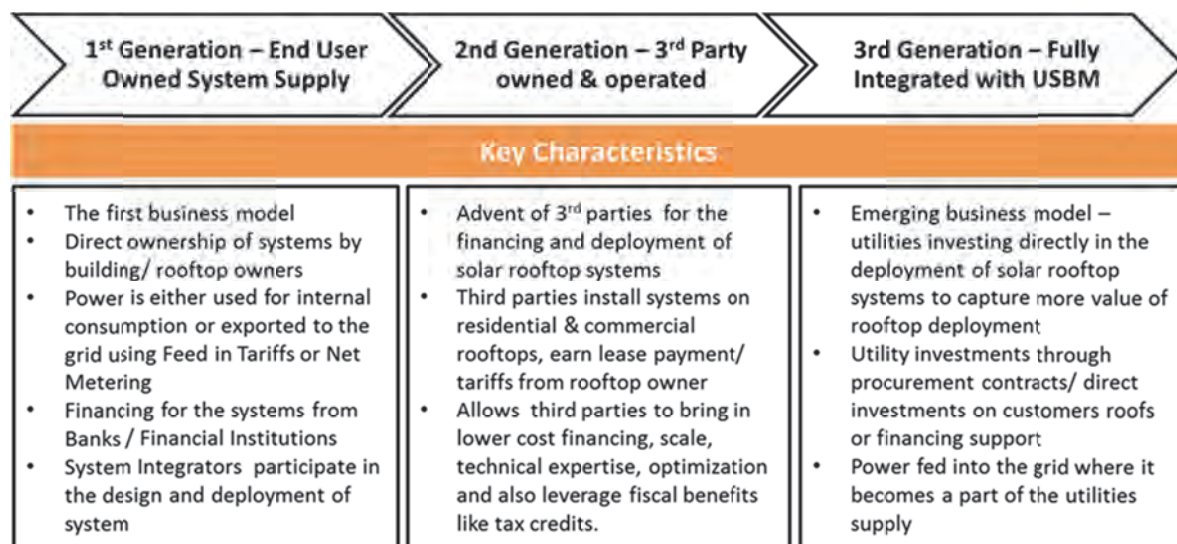 1st Generation – End User
Owned System Supply
2nd Generation – 3rd Party
owned & operated
3rd Generation – Fully
Integrated with USBM
Key Characteristics
• The first business model
• Direct ownership of systems by
building/ rooftop owners
• Power is either used for internal
consumption or exported to the
grid using Feed in Tariffs or Net
Metering
• Financing for the systems from
Banks / Financial Institutions
• System Integrators participate in
the design and deployment of
system
• Advent of 3rd parties for the
financing and deployment of
solar rooftop systems
• Third parties install systems on
residential & commercial
rooftops, earn lease payment/
tariffs from rooftop owner
• Allows third parties to bring in
lower cost financing, scale,
technical expertise, optimization
and also leverage fiscal benefits
like tax credits.
• Emerging business model –
utilities investing directly in the
deployment of solar rooftop
systems to capture more value of
rooftop deployment
• Utility investments through
procurement contracts/ direct
investments on customers roofs
or financing support
• Power fed into the grid where it
becomes a part of the utilities
supply